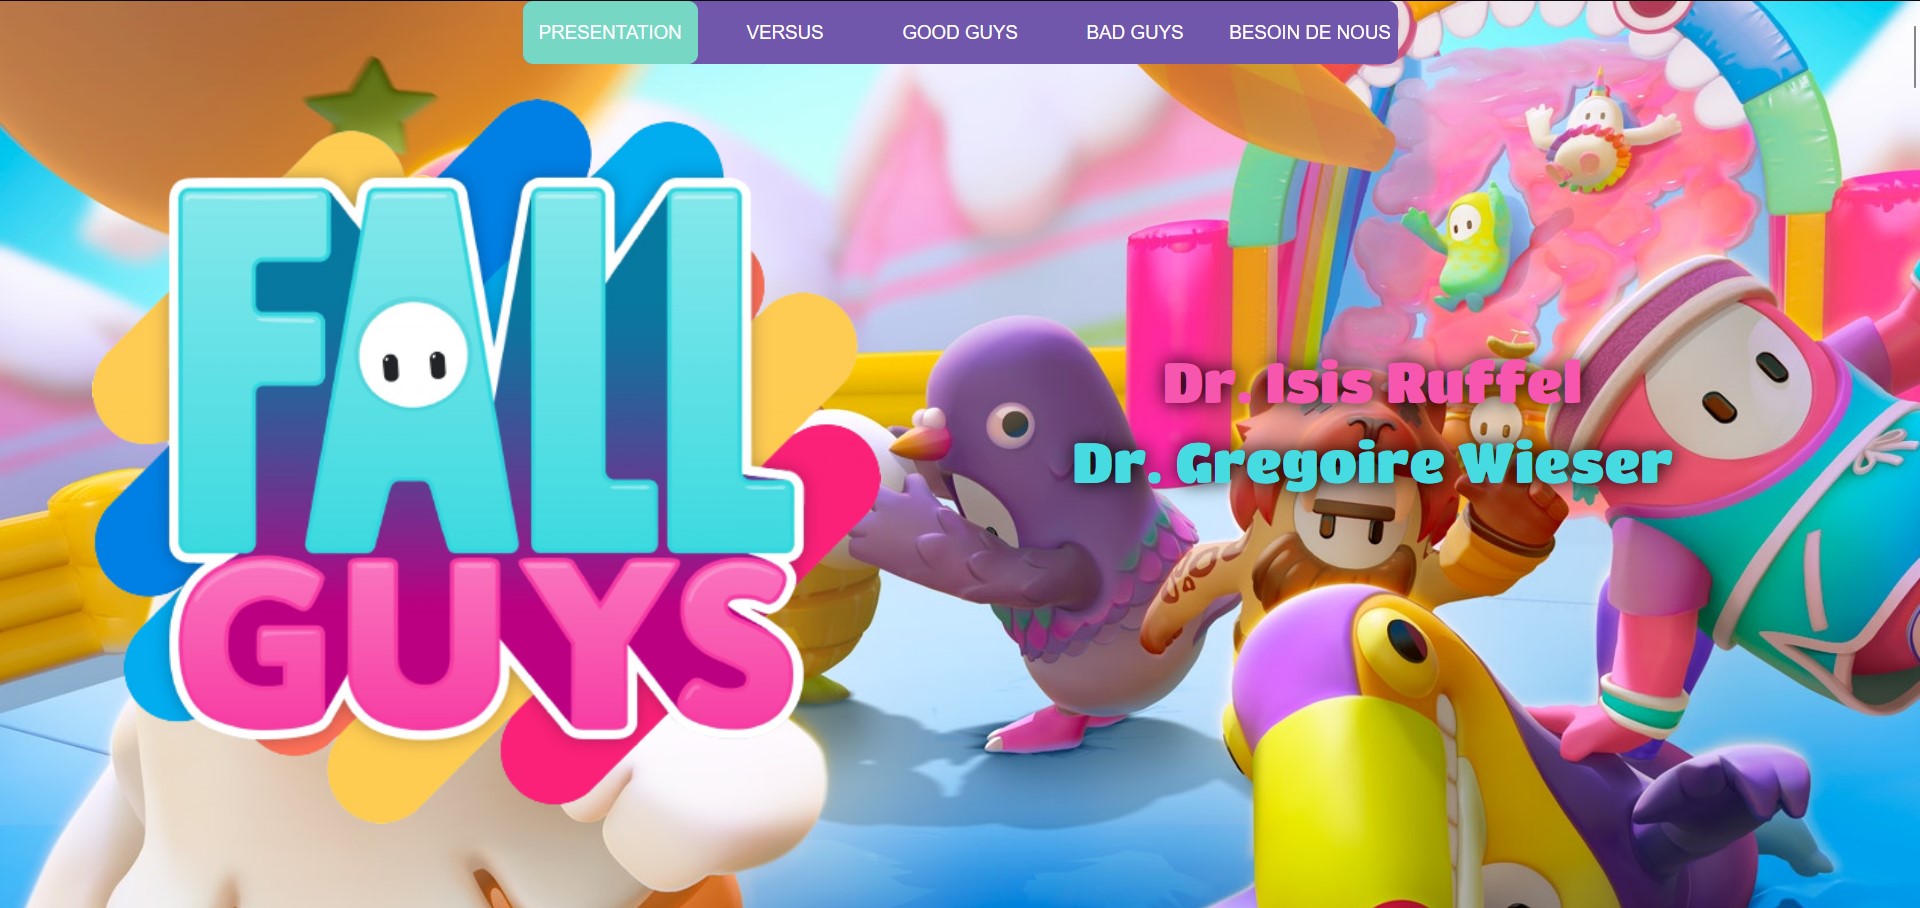 PRESENTATION
VERSUS
GOOD GUYS
BAD GUYS
BESOIN DE NOUS
FALL
GUYS
Dr. Isis Ruffel
Dr. Gregoire Wieser